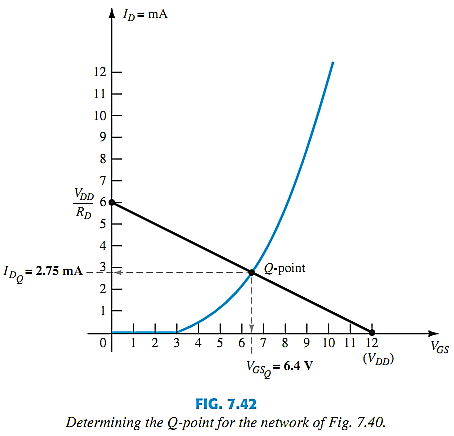 I_D = mA
12
11
10
9
8
7
V_DD / R_D
6
5
4
3
I_DQ = 2.75 mA
Q-point
2
1
0 1 2 3 4 5 6 7 8 9 10 11 12
(V_DD)
V_GS
V_GSQ = 6.4 V
FIG. 7.42
Determining the Q-point for the network of Fig. 7.40.